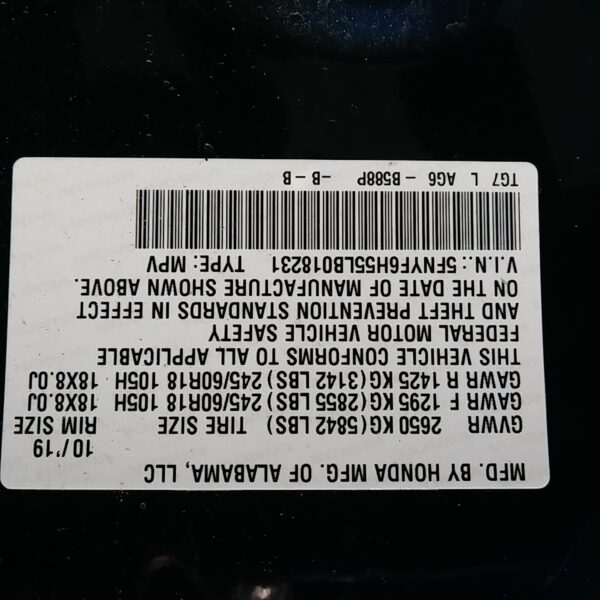 MFD. BY HONDA MFG. OF ALABAMA, LLC
10/'19
GVWR 2650 KG(5842 LBS) TIRE SIZE RIM SIZE
GAWR F 1295 KG(2855 LBS) 245/60R18 105H 18X8.0J
GAWR R 1425 KG(3142 LBS) 245/60R18 105H 18X8.0J
THIS VEHICLE CONFORMS TO ALL APPLICABLE
FEDERAL MOTOR VEHICLE SAFETY
AND THEFT PREVENTION STANDARDS IN EFFECT
ON THE DATE OF MANUFACTURE SHOWN ABOVE.
V.I.N.: 5FNYF6H55LB018231 TYPE: MPV
TG7 L AG6 -B588P -B-B